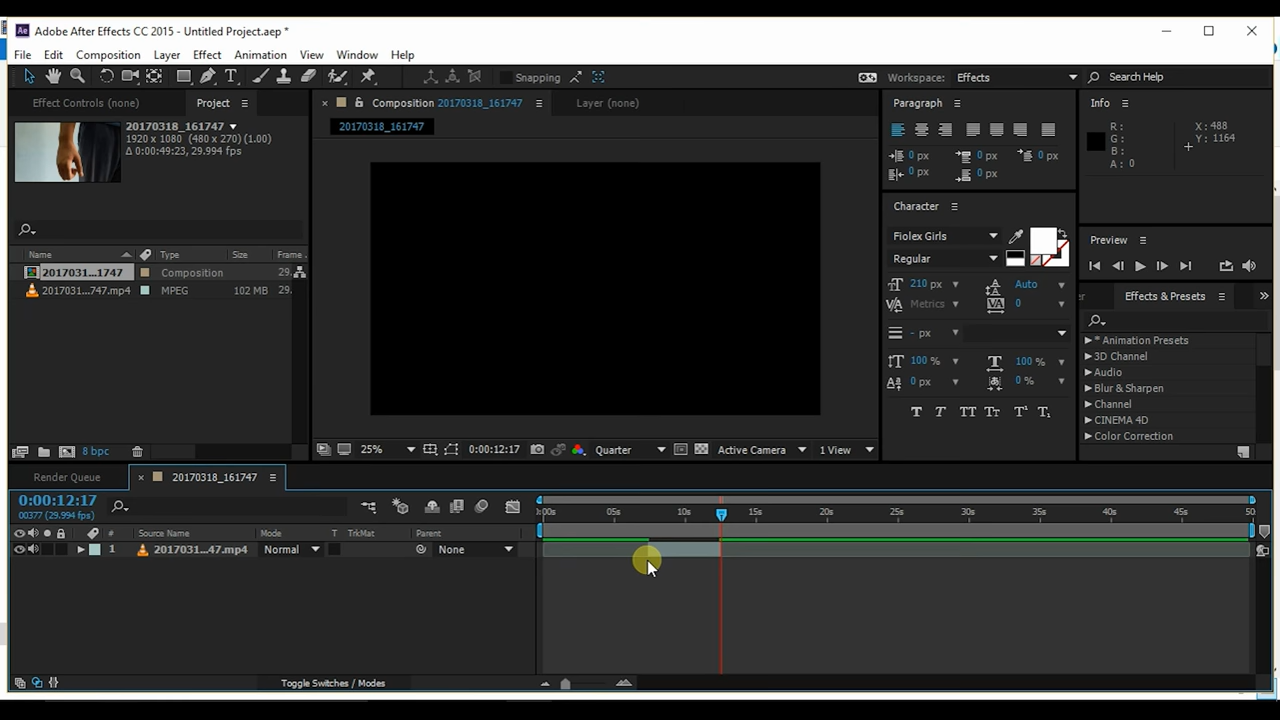 Adobe After Effects CC 2015 - Untitled Project.aep *
File Edit Composition Layer Effect Animation View Window Help
Snapping
Workspace: Effects
Search Help
Effect Controls (none)
Project
Composition 20170318_161747
Layer (none)
Paragraph
Info
20170318_161747
1920 x 1080 (480 x 270) (1.00)
Δ 0:00:49:23, 29.994 fps
20170318_161747
R:
G:
B:
A: 0
X: 488
Y: 1164
0 px 0 px 0 px
0 px 0 px
Character
Fiolex Girls
Regular
Preview
210 px Auto
Metrics 0
- px
100 % 100 %
0 px 0 %
T T TT Tт T¹ T₁
Effects & Presets
* Animation Presets
3D Channel
Audio
Blur & Sharpen
Channel
CINEMA 4D
Color Correction
Name Type Size Frame
2017031...1747 Composition 29.
2017031...747.mp4 MPEG 102 MB 29.
8 bpc
25% 0:00:12:17 Quarter Active Camera 1 View
Render Queue
20170318_161747
0:00:12:17
00377 (29.994 fps)
:00s 05s 10s 15s 20s 25s 30s 35s 40s 45s 50
# Source Name Mode T TrkMat Parent
1 2017031...47.mp4 Normal None
Toggle Switches / Modes